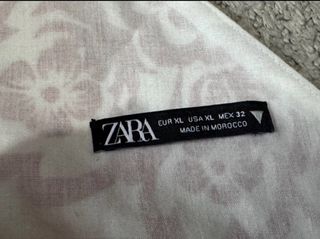 ZARA
EUR XL USA XL MEX 32
MADE IN MOROCCO